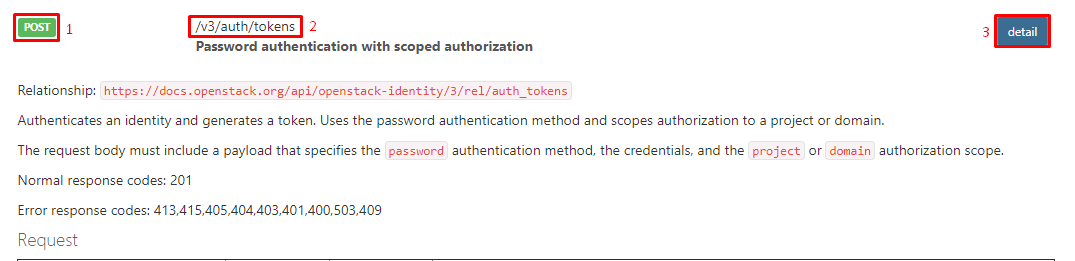 POST 1 /v3/auth/tokens 2 3 detail
Password authentication with scoped authorization
Relationship: https://docs.openstack.org/api/openstack-identity/3/rel/auth_tokens
Authenticates an identity and generates a token. Uses the password authentication method and scopes authorization to a project or domain.
The request body must include a payload that specifies the password authentication method, the credentials, and the project or domain authorization scope.
Normal response codes: 201
Error response codes: 413,415,405,404,403,401,400,503,409
Request